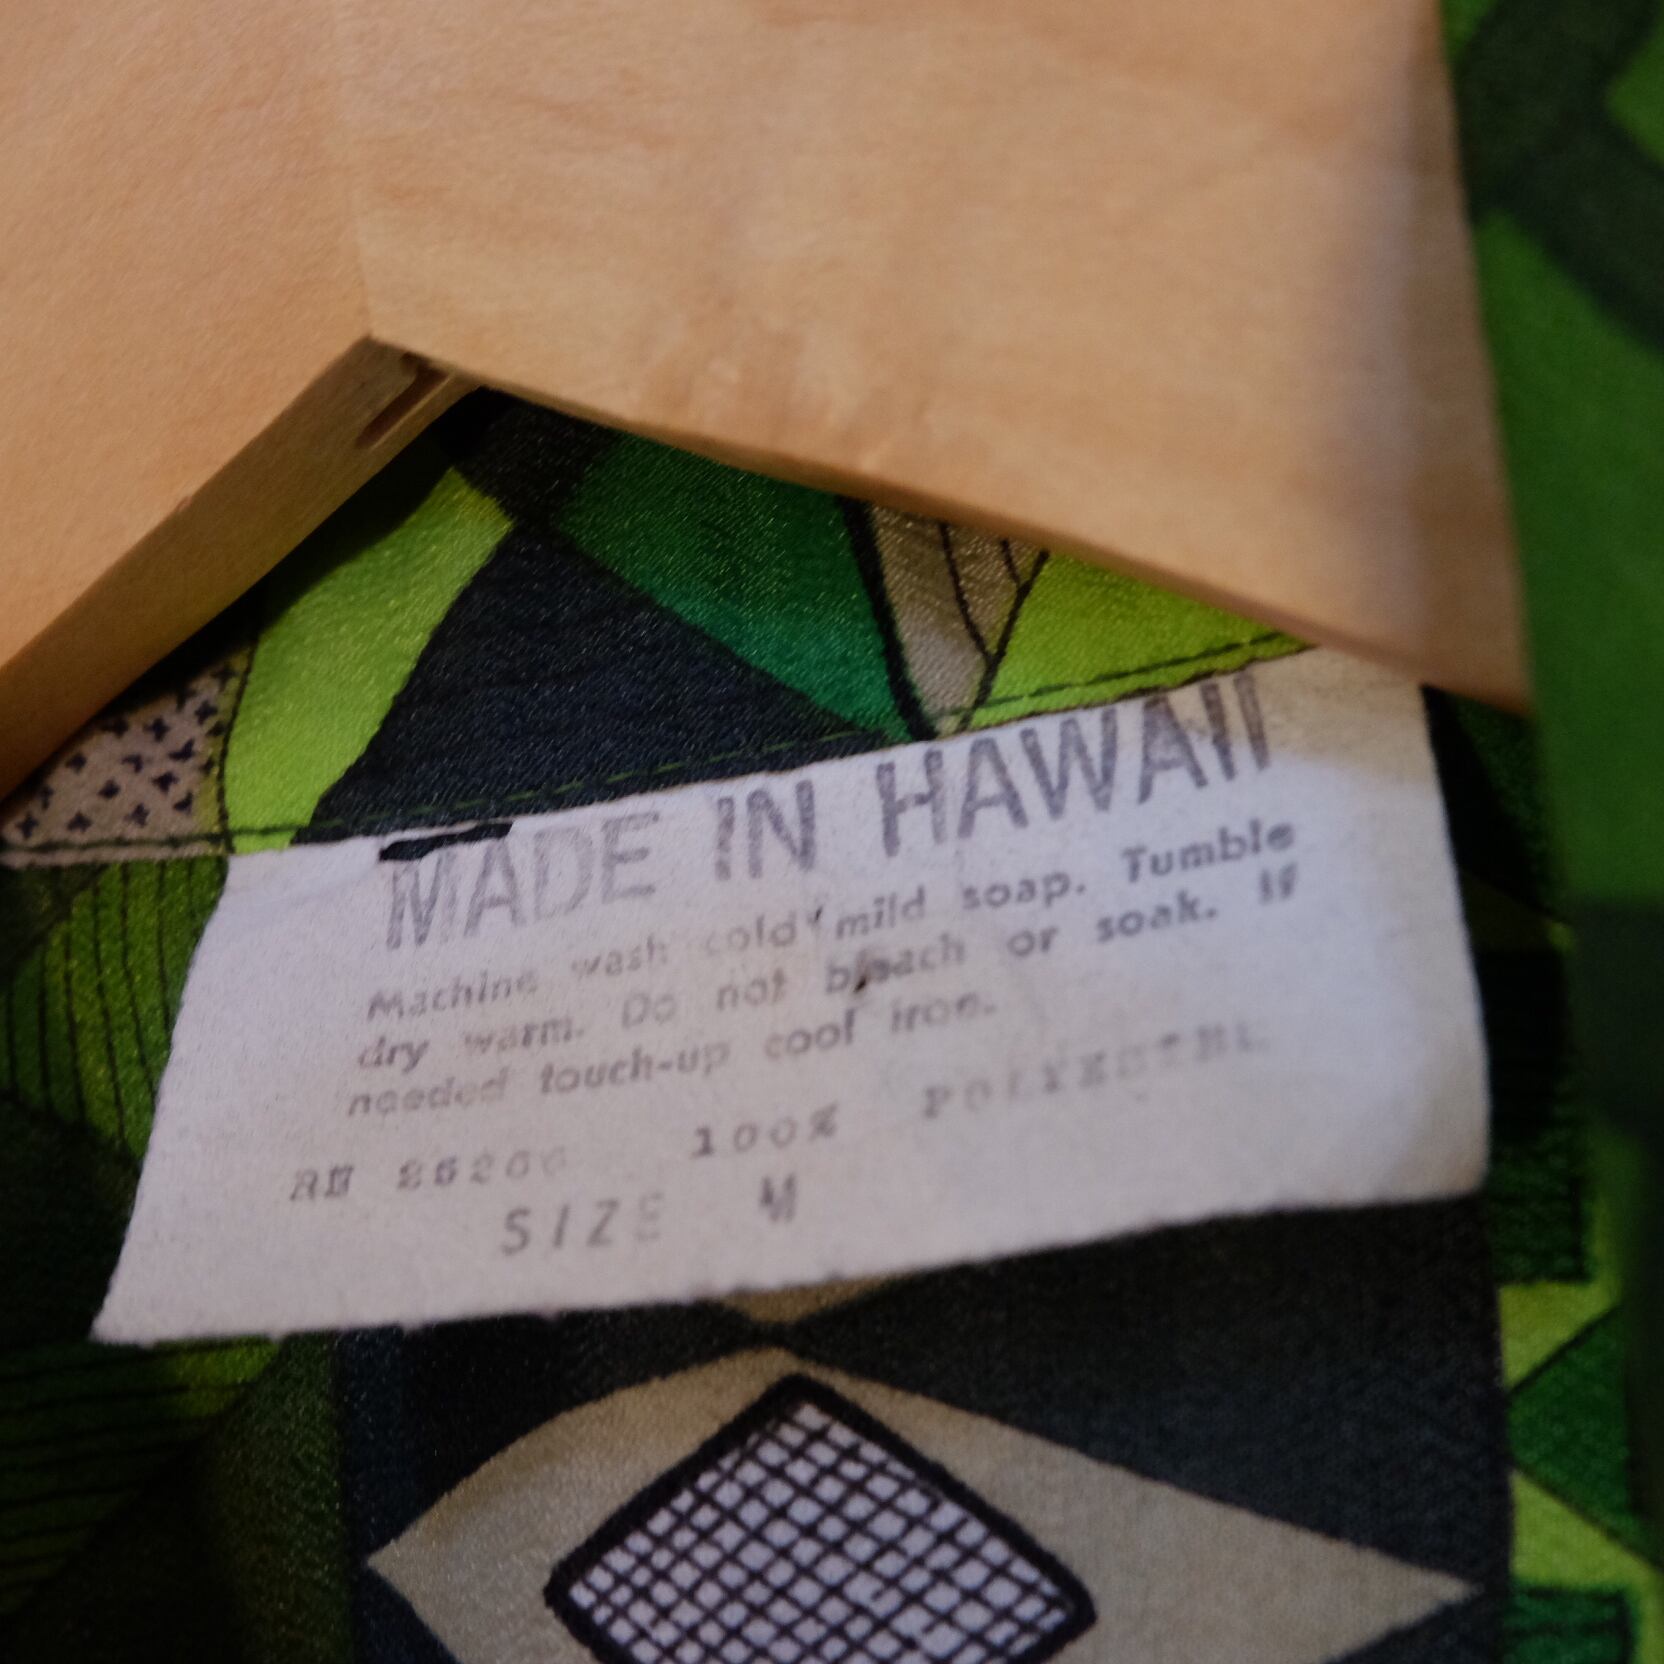 MADE IN HAWAII
Machine wash cold/mild soap. Tumble
dry warm. Do not bleach or soak. If
needed touch-up cool iron.
100% POLYESTER
SIZE M